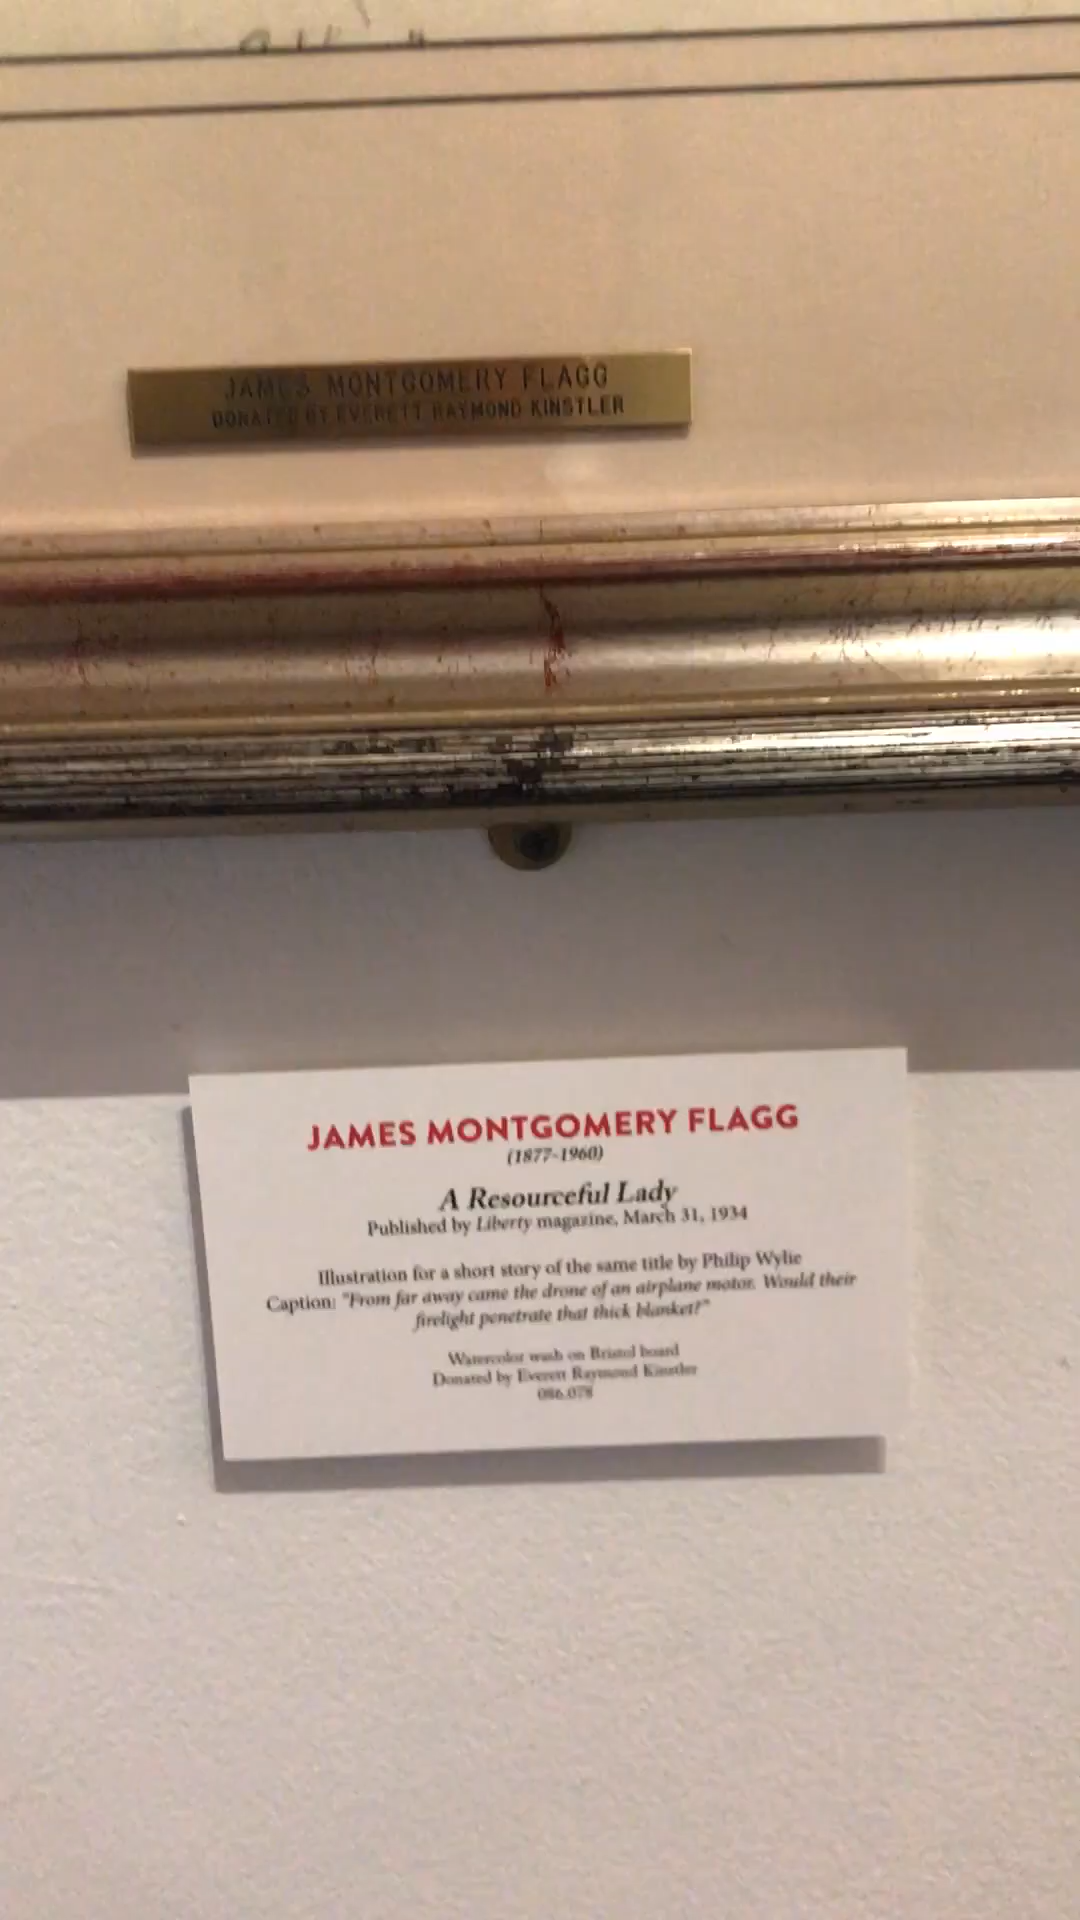 JAMES MONTGOMERY FLAGG
DONATED BY EVERETT RAYMOND KINSTLER
JAMES MONTGOMERY FLAGG
(1877-1960)
A Resourceful Lady
Published by Liberty magazine, March 31, 1934
Illustration for a short story of the same title by Philip Wylie
Caption: "From far away came the drone of an airplane motor. Would their
firelight penetrate that thick blanket?"
Watercolor wash on Bristol board
Donated by Everett Raymond Kinstler
086.078